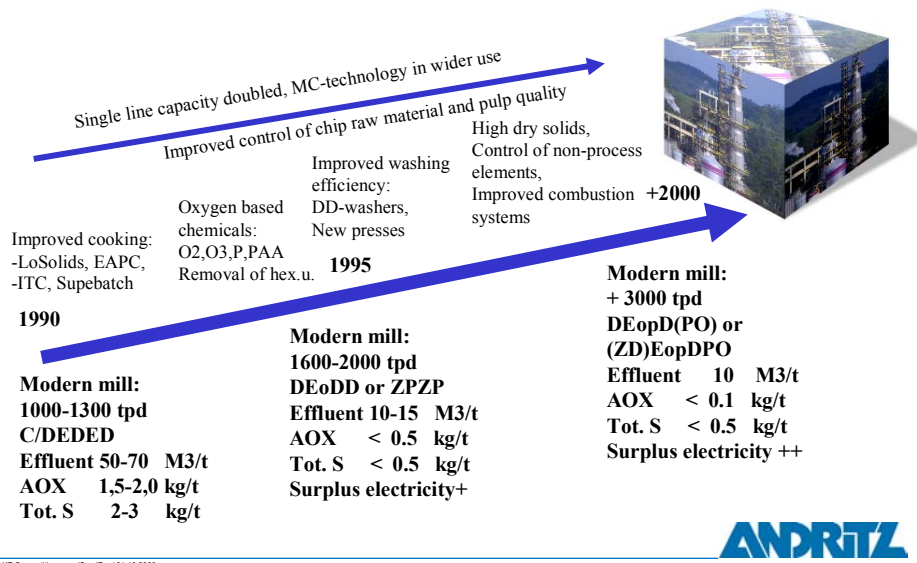 Single line capacity doubled, MC-technology in wider use
Improved control of chip raw material and pulp quality
Improved cooking:
-LoSolids, EAPC,
-ITC, Supebatch
1990
Oxygen based
chemicals:
O2,O3,P,PAA
Removal of hex.u.
Improved washing
efficiency:
DD-washers,
New presses
1995
High dry solids,
Control of non-process
elements,
Improved combustion
systems
+2000
Modern mill:
1000-1300 tpd
C/DEDED
Effluent 50-70 M3/t
AOX 1,5-2,0 kg/t
Tot. S 2-3 kg/t
Modern mill:
1600-2000 tpd
DEoDD or ZPZP
Effluent 10-15 M3/t
AOX < 0.5 kg/t
Tot. S < 0.5 kg/t
Surplus electricity+
Modern mill:
+ 3000 tpd
DEopD(PO) or
(ZD)EopDPO
Effluent 10 M3/t
AOX < 0.1 kg/t
Tot. S < 0.5 kg/t
Surplus electricity ++
ANDRITZ